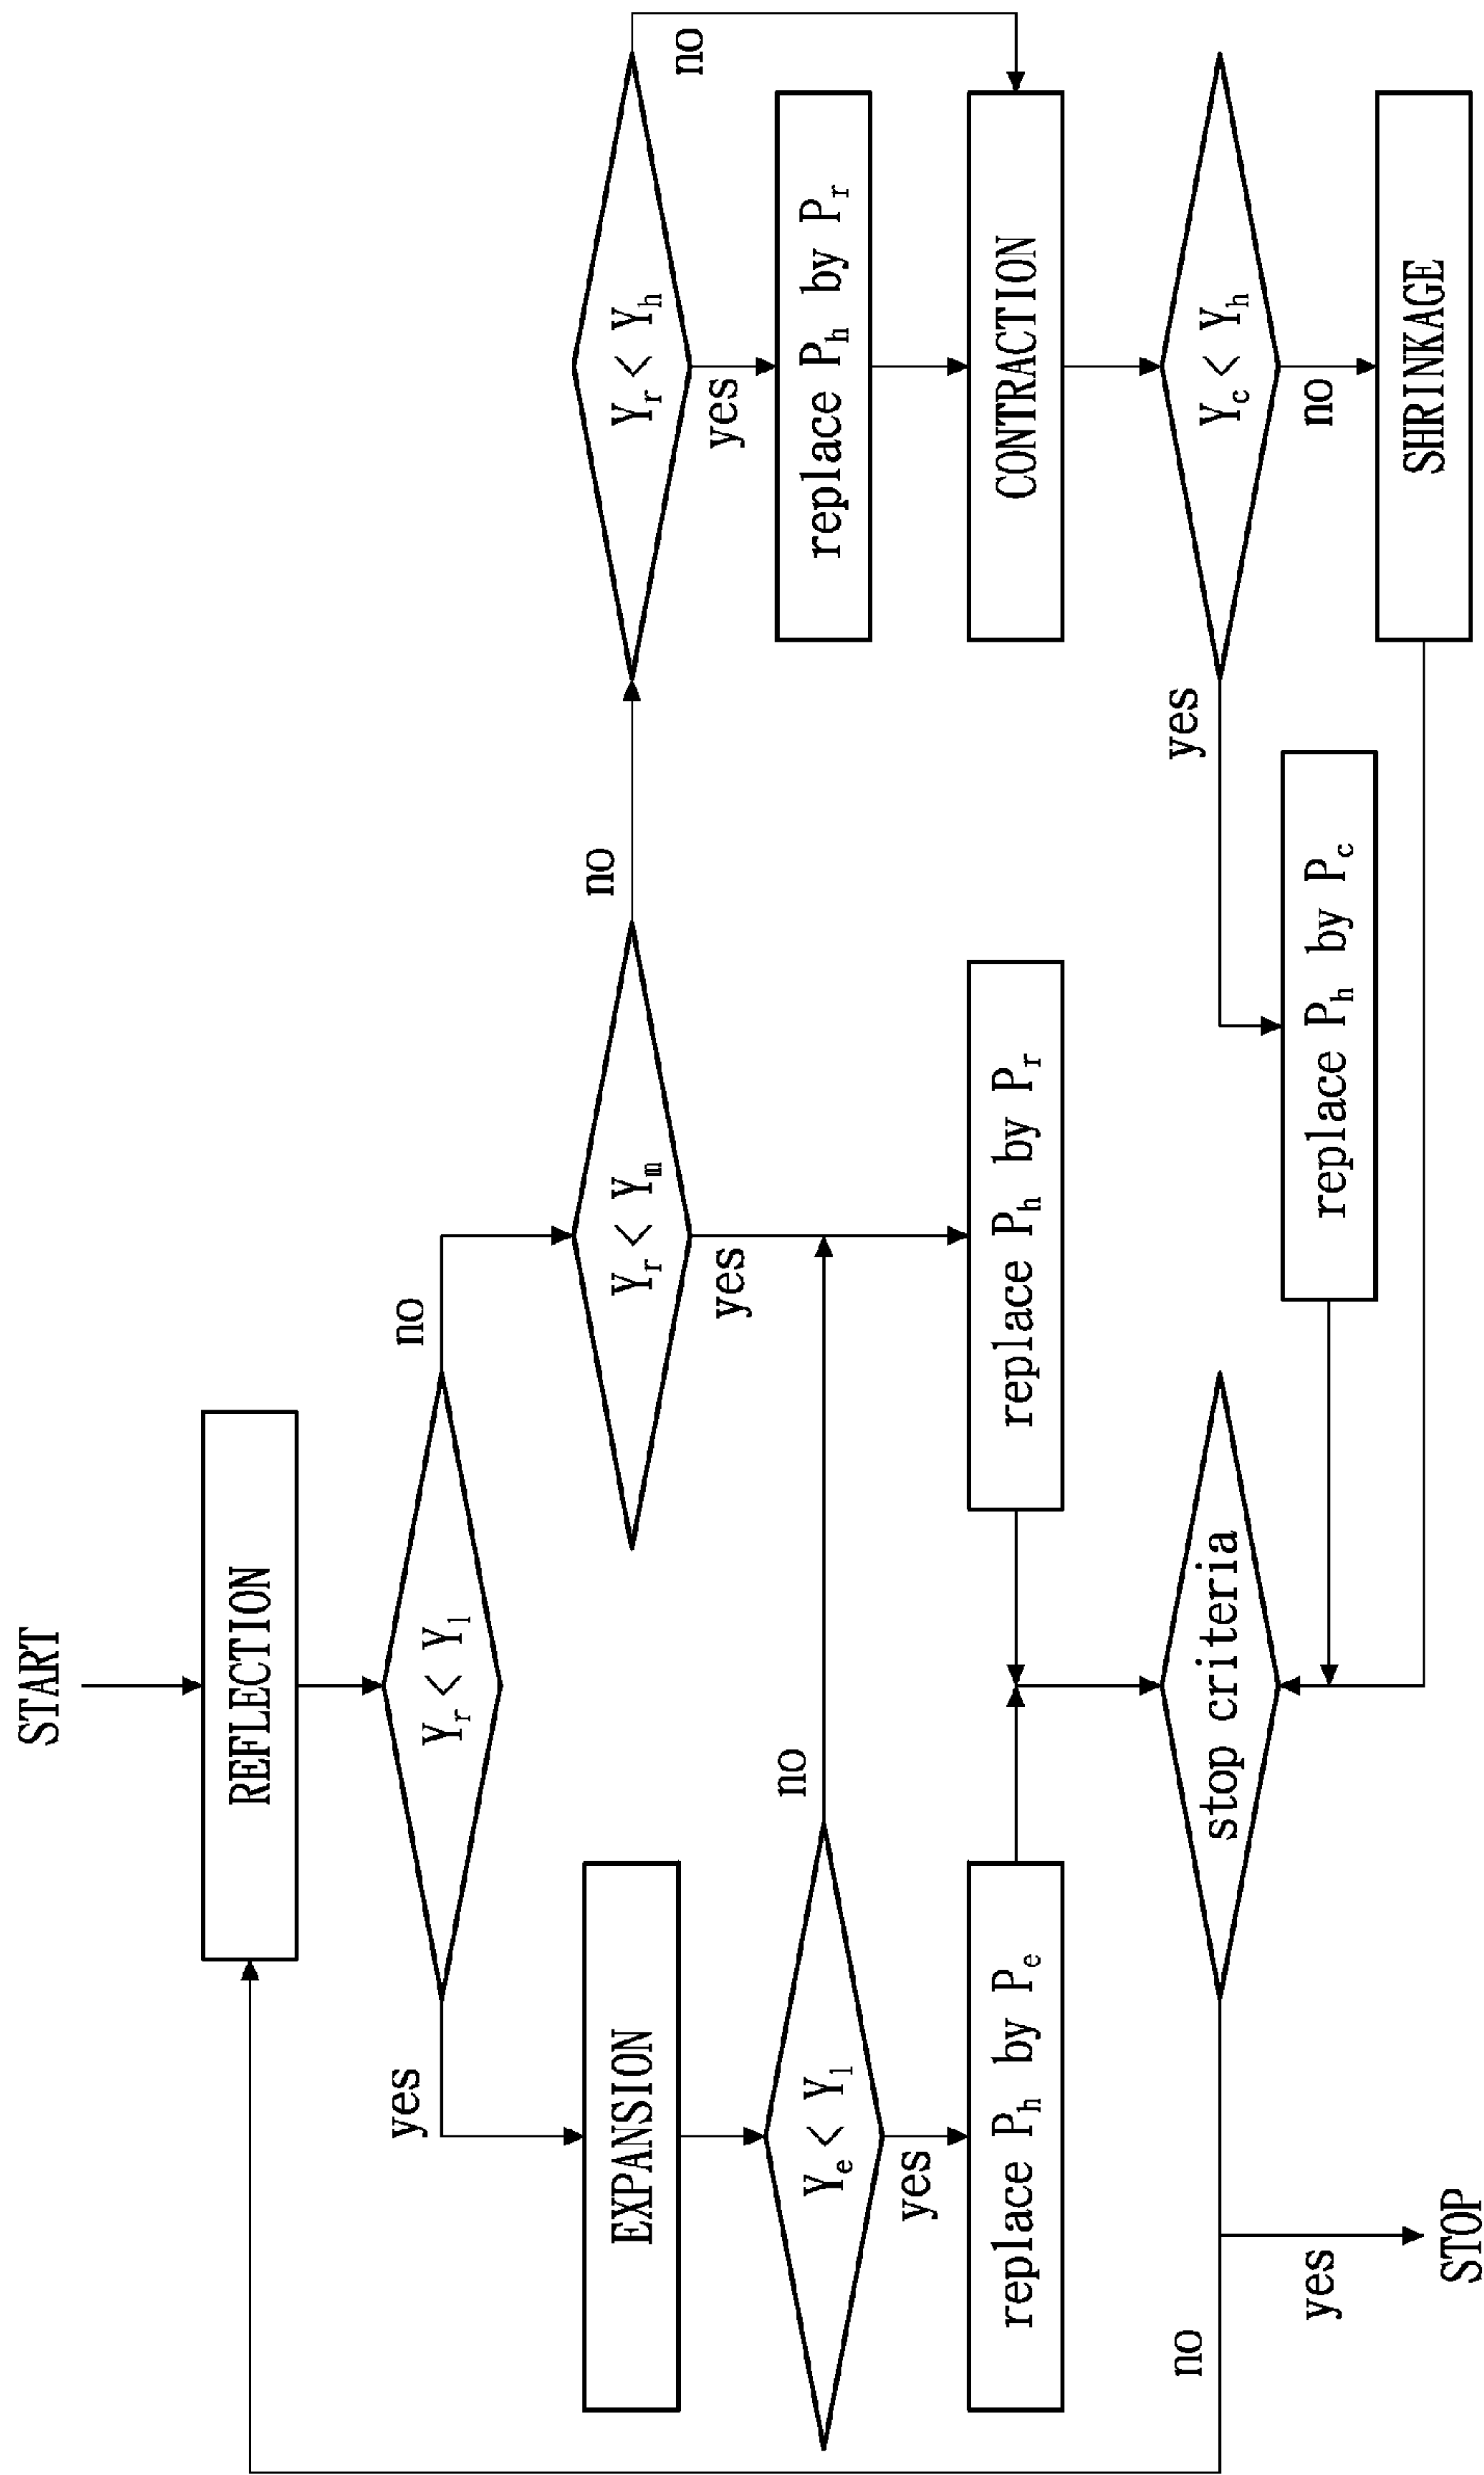 START
REFLECTION
Yr < Yl
yes
no
EXPANSION
Yr < Ym
no
Yr < Yh
no
yes
yes
Ye < Yl
no
replace Ph by Pr
yes
replace Ph by Pe
replace Ph by Pr
CONTRACTION
stop criteria
Yc < Yh
yes
no
no
yes
replace Ph by Pc
SHRINKAGE
STOP